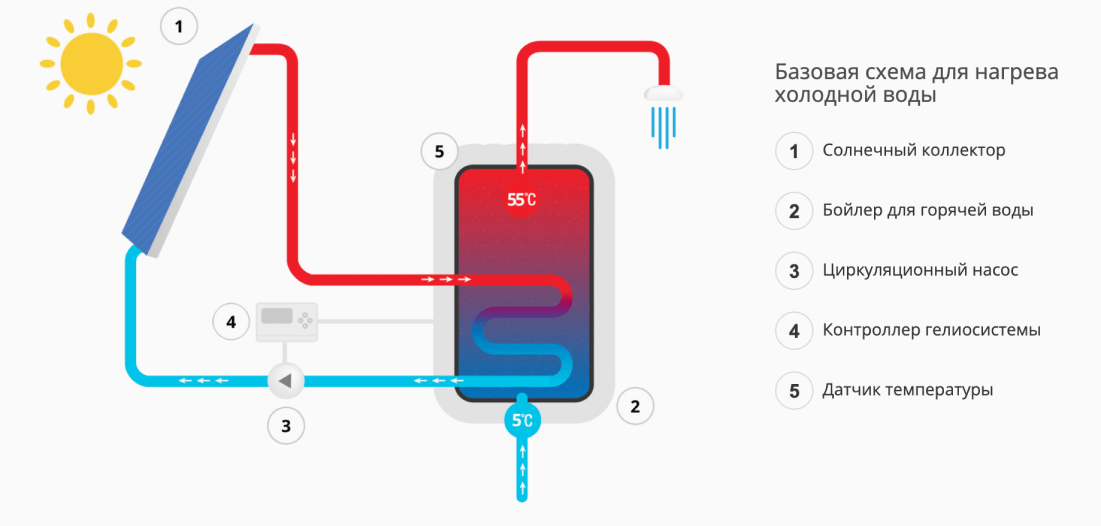 1
5
55°C
4
3
2
5°C
Базовая схема для нагрева
холодной воды
1 Солнечный коллектор
2 Бойлер для горячей воды
3 Циркуляционный насос
4 Контроллер гелиосистемы
5 Датчик температуры